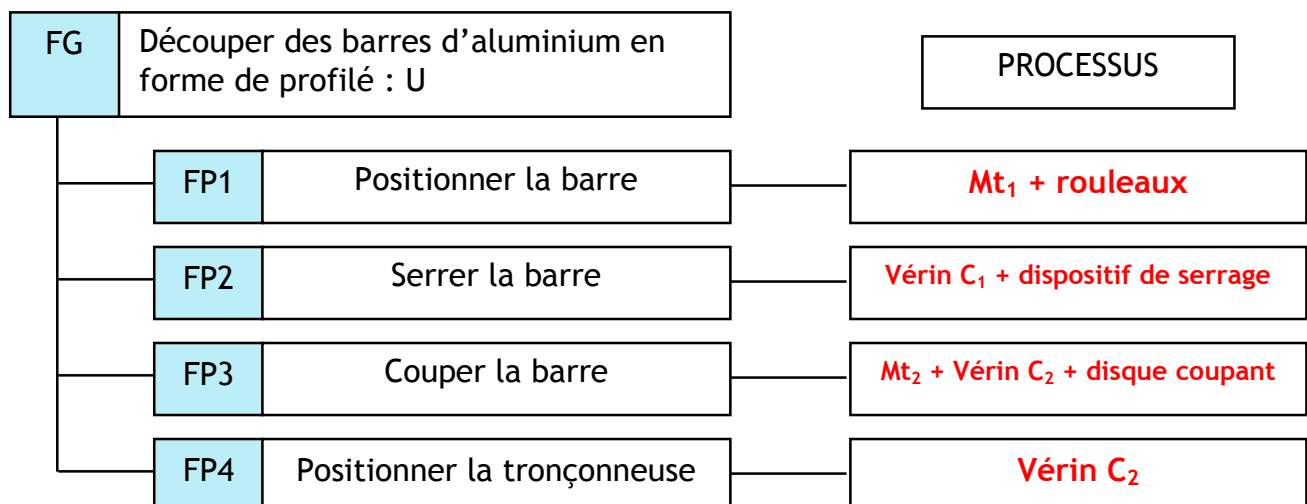 FG
Découper des barres d’aluminium en
forme de profilé : U
PROCESSUS
FP1
Positionner la barre
Mt₁ + rouleaux
FP2
Serrer la barre
Vérin C₁ + dispositif de serrage
FP3
Couper la barre
Mt₂ + Vérin C₂ + disque coupant
FP4
Positionner la tronçonneuse
Vérin C₂